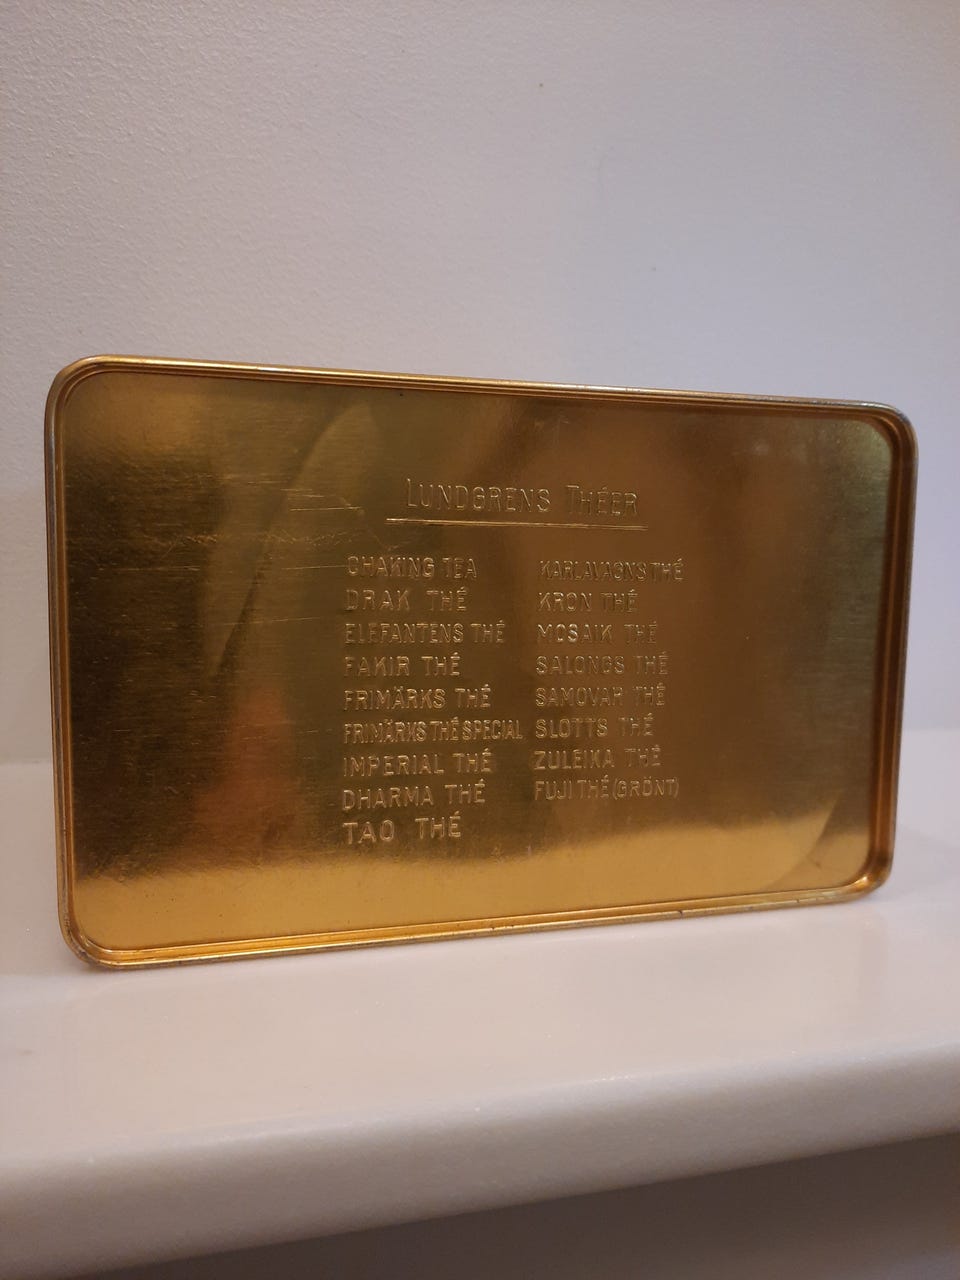 LUNDGRENS THÉER
CHAKING TEA
DRAK THÉ
ELEFANTENS THÉ
FAKIR THÉ
FRIMÄRKS THÉ
FRIMÄRKS THÉ SPECIAL
IMPERIAL THÉ
DHARMA THÉ
TAO THÉ
KARLAVAGNS THÉ
KRON THÉ
MOSAIK THÉ
SALONGS THÉ
SAMOVAR THÉ
SLOTTS THÉ
ZULEIKA THÉ
FUJI THÉ (GRÖNT)